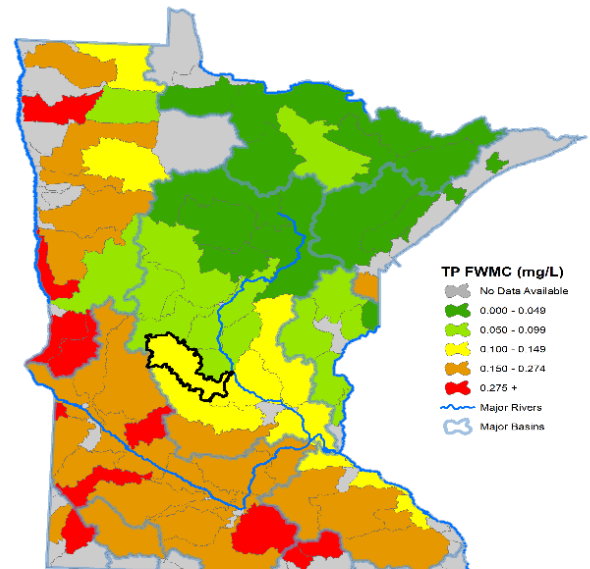 TP FWMC (mg/L)
No Data Available
0.000 - 0.049
0.050 - 0.099
0.100 - 0.149
0.150 - 0.274
0.275 +
Major Rivers
Major Basins